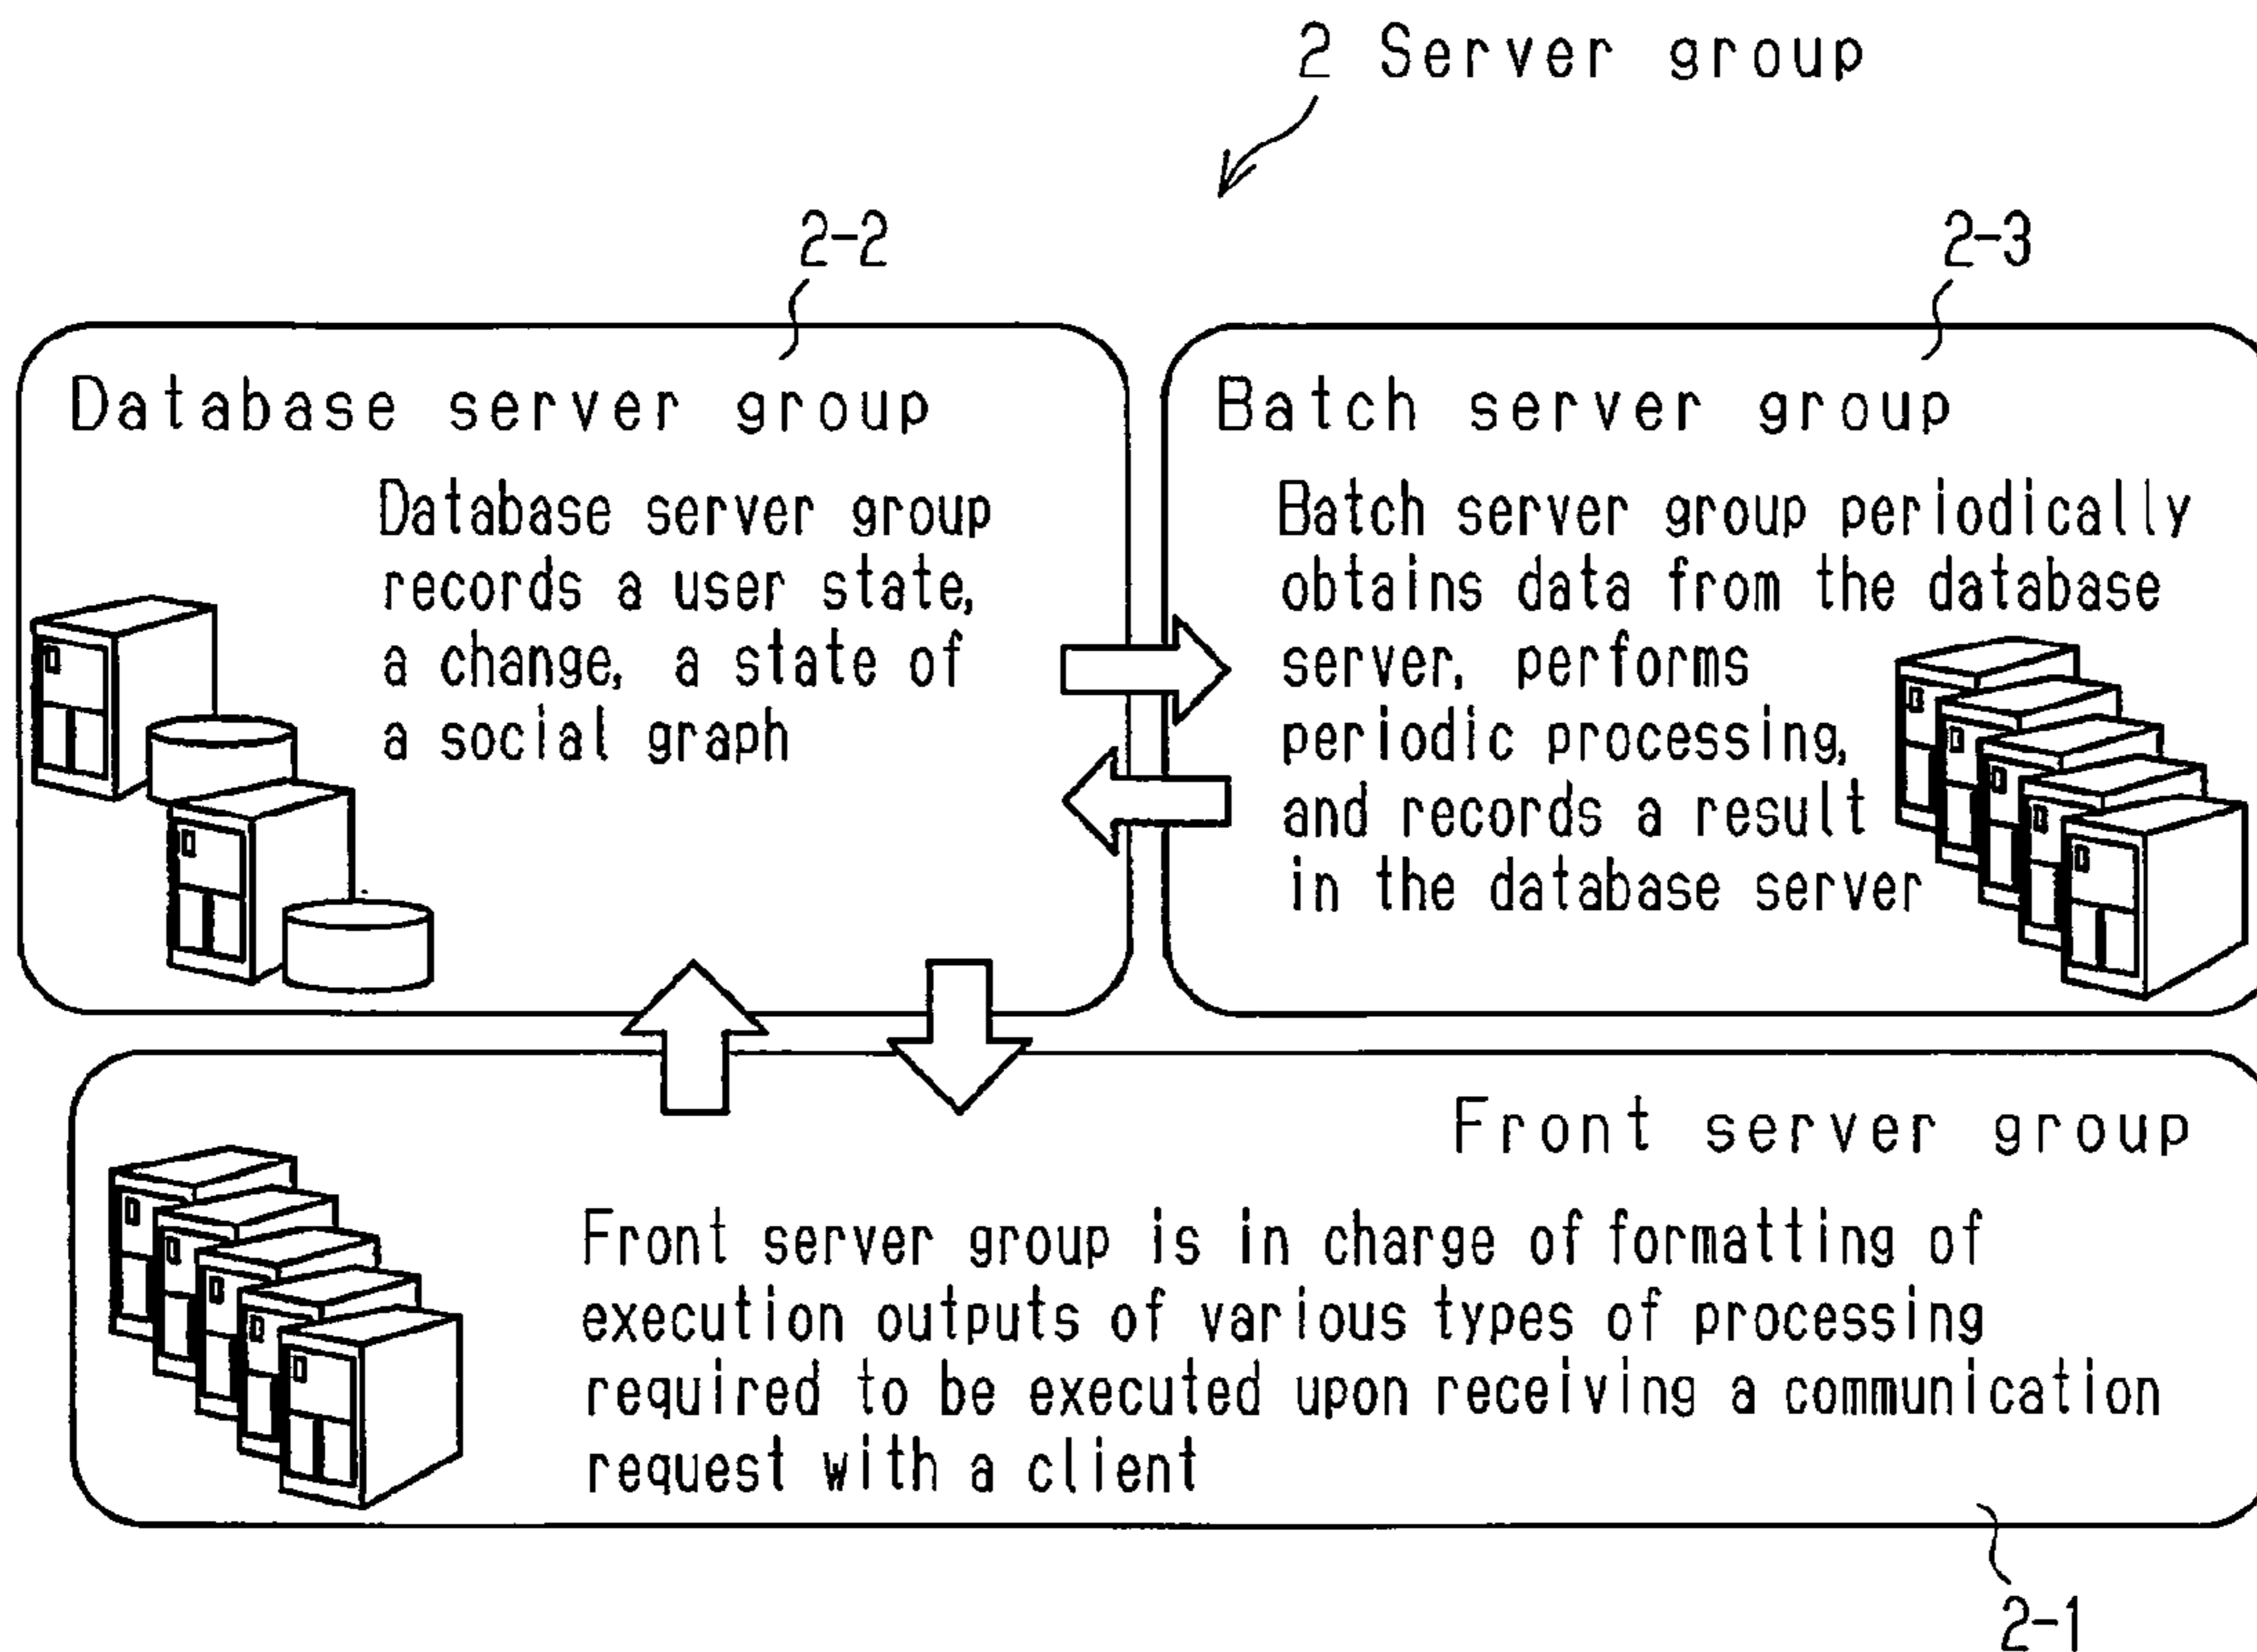 2 Server group
2-2
2-3
Database server group
Database server group
records a user state,
a change, a state of
a social graph
Batch server group
Batch server group periodically
obtains data from the database
server, performs
periodic processing,
and records a result
in the database server
Front server group
Front server group is in charge of formatting of
execution outputs of various types of processing
required to be executed upon receiving a communication
request with a client
2-1